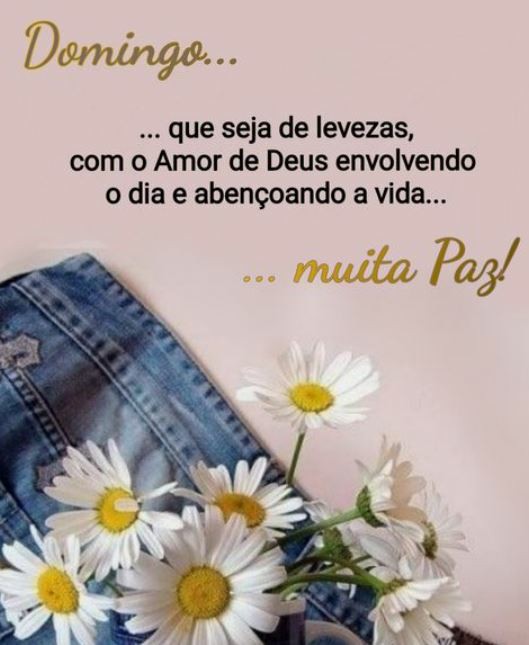 Domingo...
... que seja de levezas,
com o Amor de Deus envolvendo
o dia e abençoando a vida...
... muita Paz!